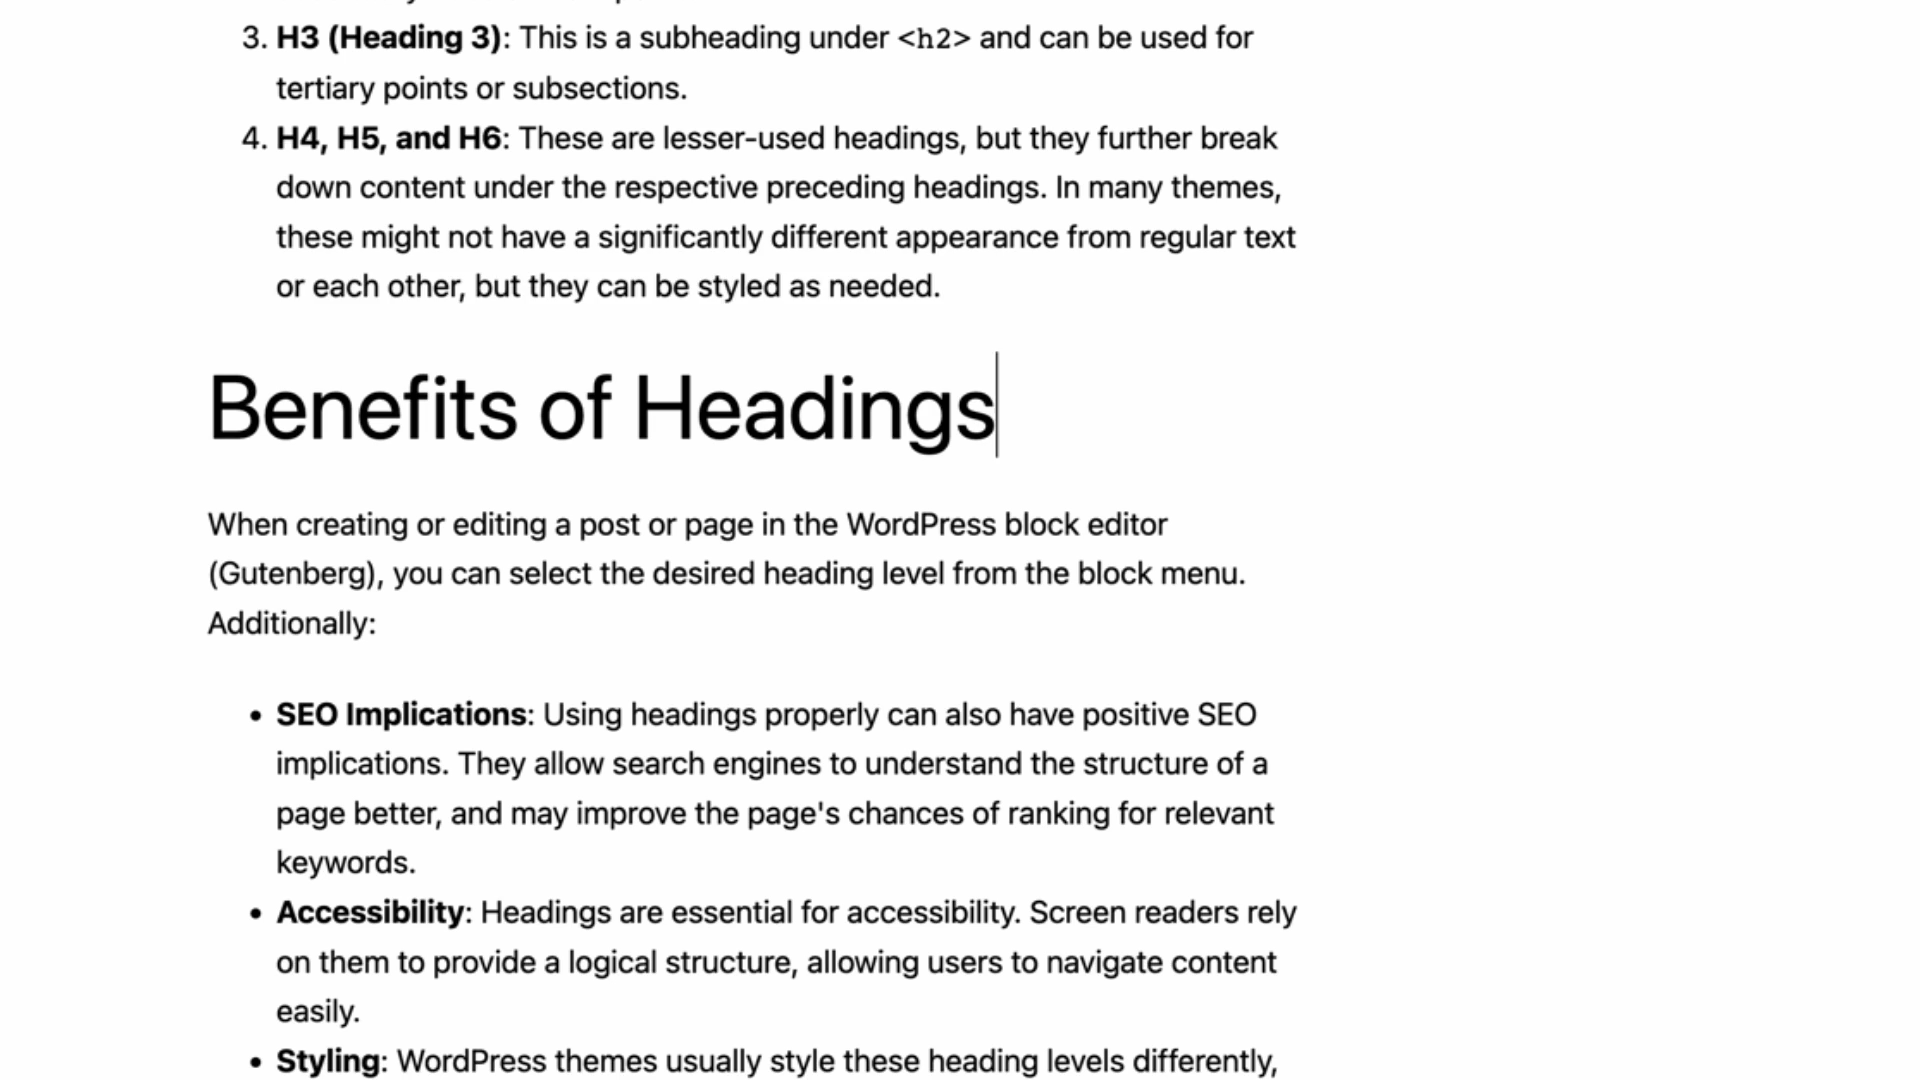 3. H3 (Heading 3): This is a subheading under <h2> and can be used for
tertiary points or subsections.
4. H4, H5, and H6: These are lesser-used headings, but they further break
down content under the respective preceding headings. In many themes,
these might not have a significantly different appearance from regular text
or each other, but they can be styled as needed.
Benefits of Headings
When creating or editing a post or page in the WordPress block editor
(Gutenberg), you can select the desired heading level from the block menu.
Additionally:
• SEO Implications: Using headings properly can also have positive SEO
implications. They allow search engines to understand the structure of a
page better, and may improve the page's chances of ranking for relevant
keywords.
• Accessibility: Headings are essential for accessibility. Screen readers rely
on them to provide a logical structure, allowing users to navigate content
easily.
• Styling: WordPress themes usually style these heading levels differently,